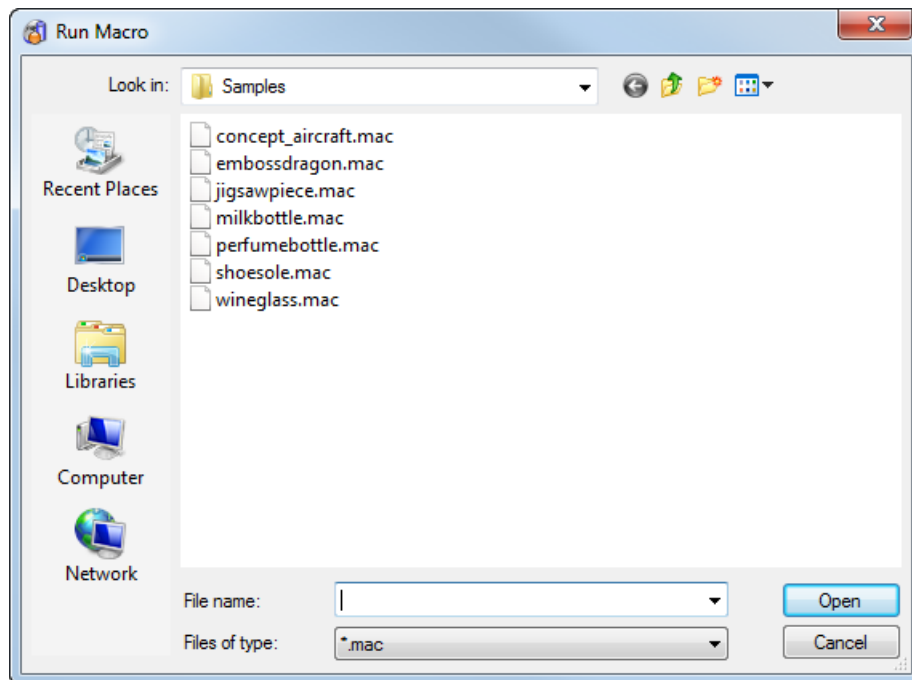 Run Macro
Look in:
Samples
Recent Places
Desktop
Libraries
Computer
Network
concept_aircraft.mac
embossdragon.mac
jigsawpiece.mac
milkbottle.mac
perfumebottle.mac
shoesole.mac
wineglass.mac
File name:
Open
Files of type:
*.mac
Cancel